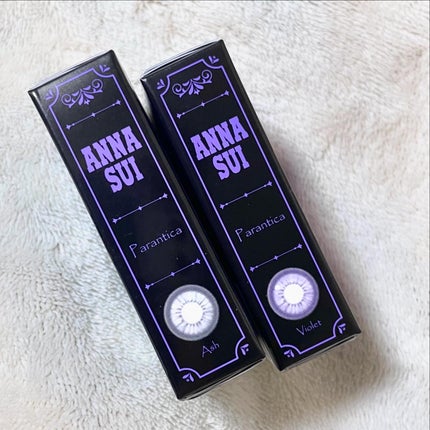 ANNA
SUI
Parantica
Ash
ANNA
SUI
Parantica
Violet